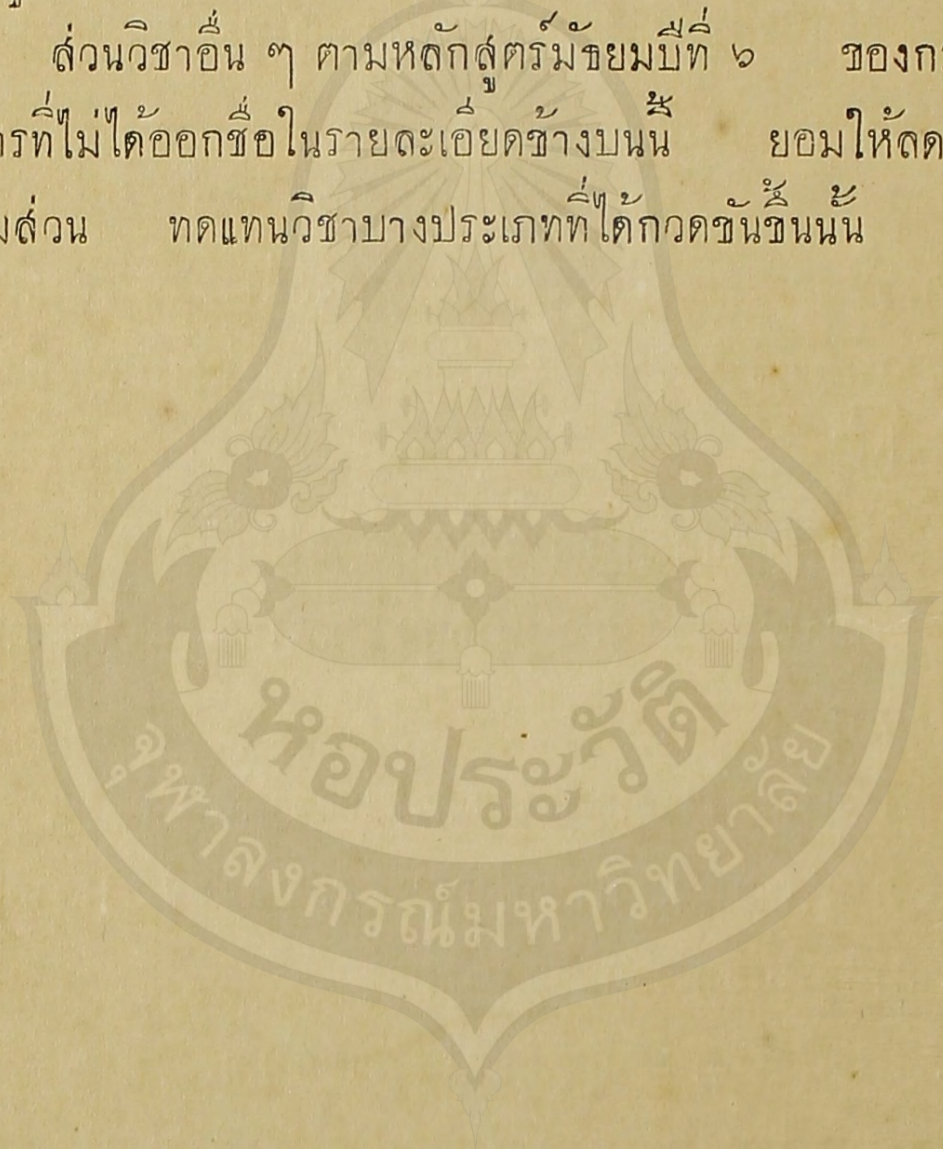 ส่วนวิชาอื่น ๆ ตามหลักสูตร์มัธยมปีที่ ๖ ของ
ที่ไม่ได้ออกชื่อในรายละเอียดข้างบนนี้ ยอมให้ลด
ส่วน ทดแทนวิชาบางประเภทที่ได้กวดขันขึ้นนั้น
หอประวัติ
จุฬาลงกรณ์มหาวิทยาลัย